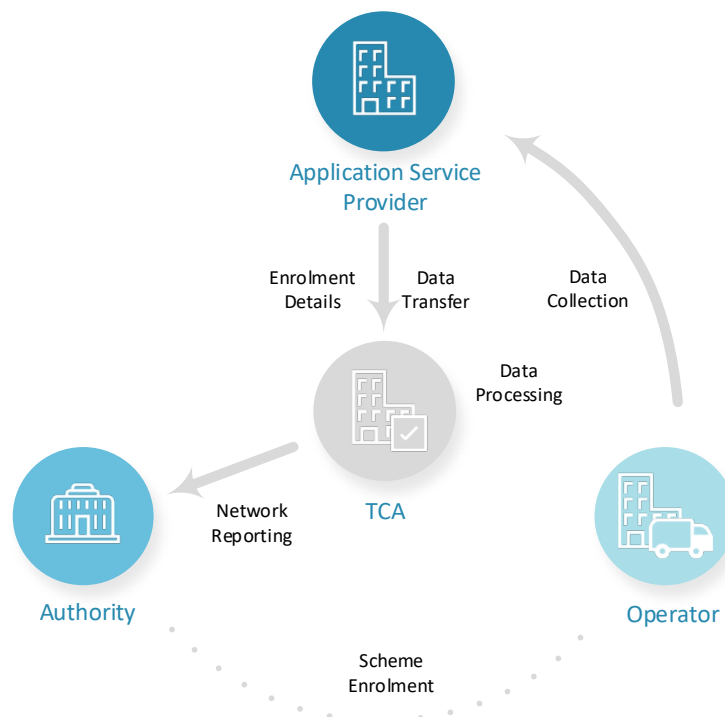 Application Service
Provider
Enrolment
Details
Data
Transfer
Data
Collection
Data
Processing
TCA
Network
Reporting
Authority
Operator
Scheme
Enrolment